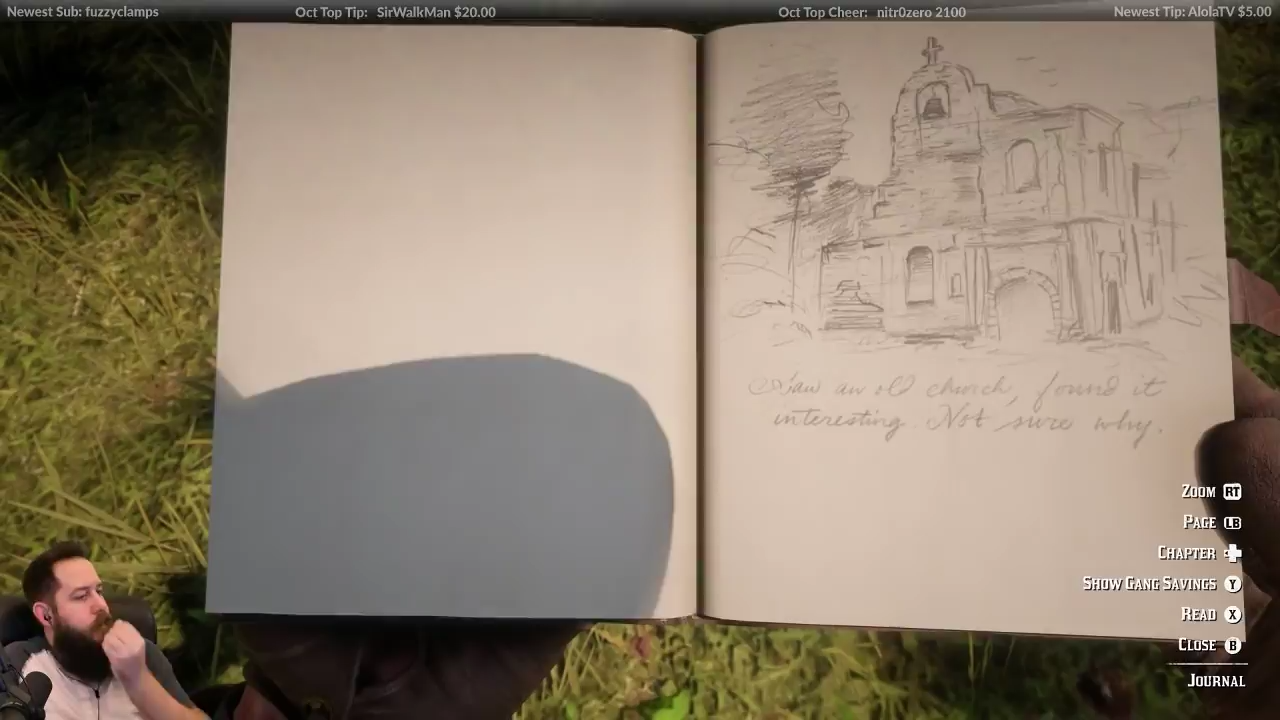 Newest Sub: fuzzyclamps
Oct Top Tip: SirWalkMan $20.00
Oct Top Cheer: nitr0zero 2100
Newest Tip: AlolaTV $5.00
Saw an old church, found it
interesting. Not sure why.
ZOOM RT
PAGE LB
CHAPTER
SHOW GANG SAVINGS Y
READ X
CLOSE B
JOURNAL